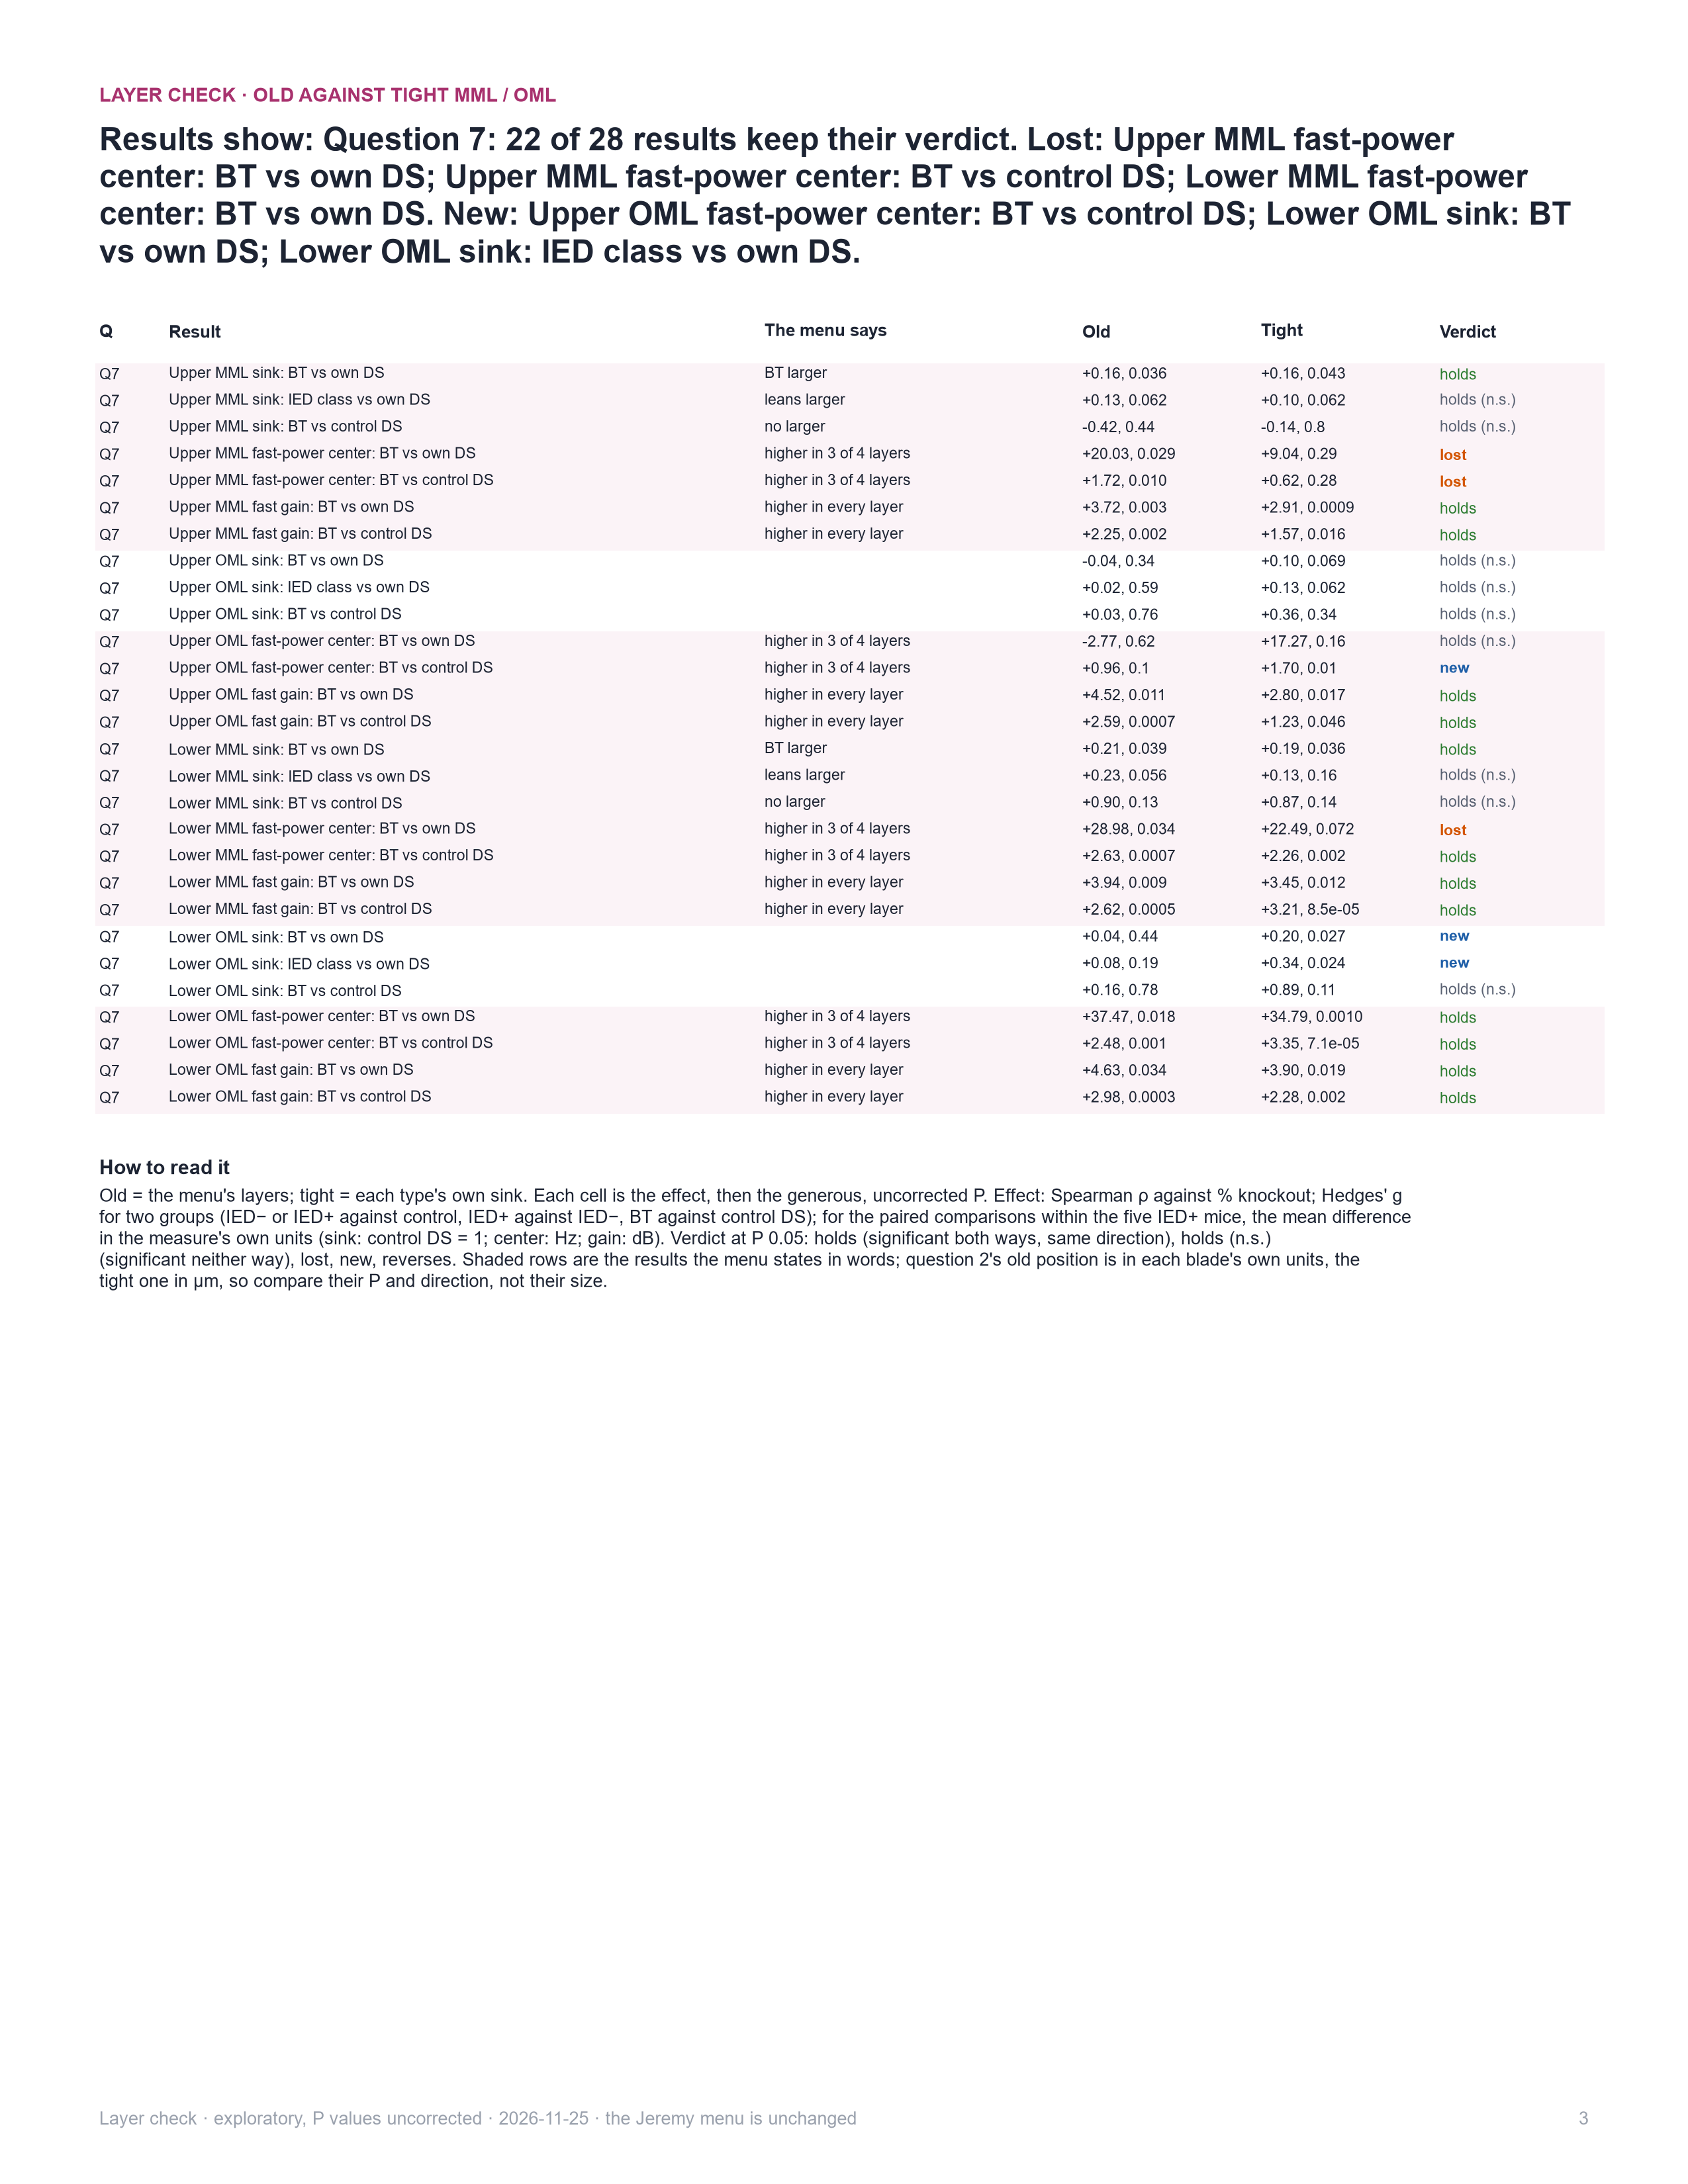 LAYER CHECK · OLD AGAINST TIGHT MML / OML
Results show: Question 7: 22 of 28 results keep their verdict. Lost: Upper MML fast-power
center: BT vs own DS; Upper MML fast-power center: BT vs control DS; Lower MML fast-power
center: BT vs own DS. New: Upper OML fast-power center: BT vs control DS; Lower OML sink: BT
vs own DS; Lower OML sink: IED class vs own DS.
Q Result The menu says Old Tight Verdict
Q7 Upper MML sink: BT vs own DS BT larger +0.16, 0.036 +0.16, 0.043 holds
Q7 Upper MML sink: IED class vs own DS leans larger +0.13, 0.062 +0.10, 0.062 holds (n.s.)
Q7 Upper MML sink: BT vs control DS no larger -0.42, 0.44 -0.14, 0.8 holds (n.s.)
Q7 Upper MML fast-power center: BT vs own DS higher in 3 of 4 layers +20.03, 0.029 +9.04, 0.29 lost
Q7 Upper MML fast-power center: BT vs control DS higher in 3 of 4 layers +1.72, 0.010 +0.62, 0.28 lost
Q7 Upper MML fast gain: BT vs own DS higher in every layer +3.72, 0.003 +2.91, 0.0009 holds
Q7 Upper MML fast gain: BT vs control DS higher in every layer +2.25, 0.002 +1.57, 0.016 holds
Q7 Upper OML sink: BT vs own DS -0.04, 0.34 +0.10, 0.069 holds (n.s.)
Q7 Upper OML sink: IED class vs own DS +0.02, 0.59 +0.13, 0.062 holds (n.s.)
Q7 Upper OML sink: BT vs control DS +0.03, 0.76 +0.36, 0.34 holds (n.s.)
Q7 Upper OML fast-power center: BT vs own DS higher in 3 of 4 layers -2.77, 0.62 +17.27, 0.16 holds (n.s.)
Q7 Upper OML fast-power center: BT vs control DS higher in 3 of 4 layers +0.96, 0.1 +1.70, 0.01 new
Q7 Upper OML fast gain: BT vs own DS higher in every layer +4.52, 0.011 +2.80, 0.017 holds
Q7 Upper OML fast gain: BT vs control DS higher in every layer +2.59, 0.0007 +1.23, 0.046 holds
Q7 Lower MML sink: BT vs own DS BT larger +0.21, 0.039 +0.19, 0.036 holds
Q7 Lower MML sink: IED class vs own DS leans larger +0.23, 0.056 +0.13, 0.16 holds (n.s.)
Q7 Lower MML sink: BT vs control DS no larger +0.90, 0.13 +0.87, 0.14 holds (n.s.)
Q7 Lower MML fast-power center: BT vs own DS higher in 3 of 4 layers +28.98, 0.034 +22.49, 0.072 lost
Q7 Lower MML fast-power center: BT vs control DS higher in 3 of 4 layers +2.63, 0.0007 +2.26, 0.002 holds
Q7 Lower MML fast gain: BT vs own DS higher in every layer +3.94, 0.009 +3.45, 0.012 holds
Q7 Lower MML fast gain: BT vs control DS higher in every layer +2.62, 0.0005 +3.21, 8.5e-05 holds
Q7 Lower OML sink: BT vs own DS +0.04, 0.44 +0.20, 0.027 new
Q7 Lower OML sink: IED class vs own DS +0.08, 0.19 +0.34, 0.024 new
Q7 Lower OML sink: BT vs control DS +0.16, 0.78 +0.89, 0.11 holds (n.s.)
Q7 Lower OML fast-power center: BT vs own DS higher in 3 of 4 layers +37.47, 0.018 +34.79, 0.0010 holds
Q7 Lower OML fast-power center: BT vs control DS higher in 3 of 4 layers +2.48, 0.001 +3.35, 7.1e-05 holds
Q7 Lower OML fast gain: BT vs own DS higher in every layer +4.63, 0.034 +3.90, 0.019 holds
Q7 Lower OML fast gain: BT vs control DS higher in every layer +2.98, 0.0003 +2.28, 0.002 holds
How to read it
Old = the menu's layers; tight = each type's own sink. Each cell is the effect, then the generous, uncorrected P. Effect: Spearman ρ against % knockout; Hedges' g
for two groups (IED− or IED+ against control, IED+ against IED−, BT against control DS); for the paired comparisons within the five IED+ mice, the mean difference
in the measure's own units (sink: control DS = 1; center: Hz; gain: dB). Verdict at P 0.05: holds (significant both ways, same direction), holds (n.s.)
(significant neither way), lost, new, reverses. Shaded rows are the results the menu states in words; question 2's old position is in each blade's own units, the
tight one in µm, so compare their P and direction, not their size.
Layer check · exploratory, P values uncorrected · 2026-11-25 · the Jeremy menu is unchanged 3